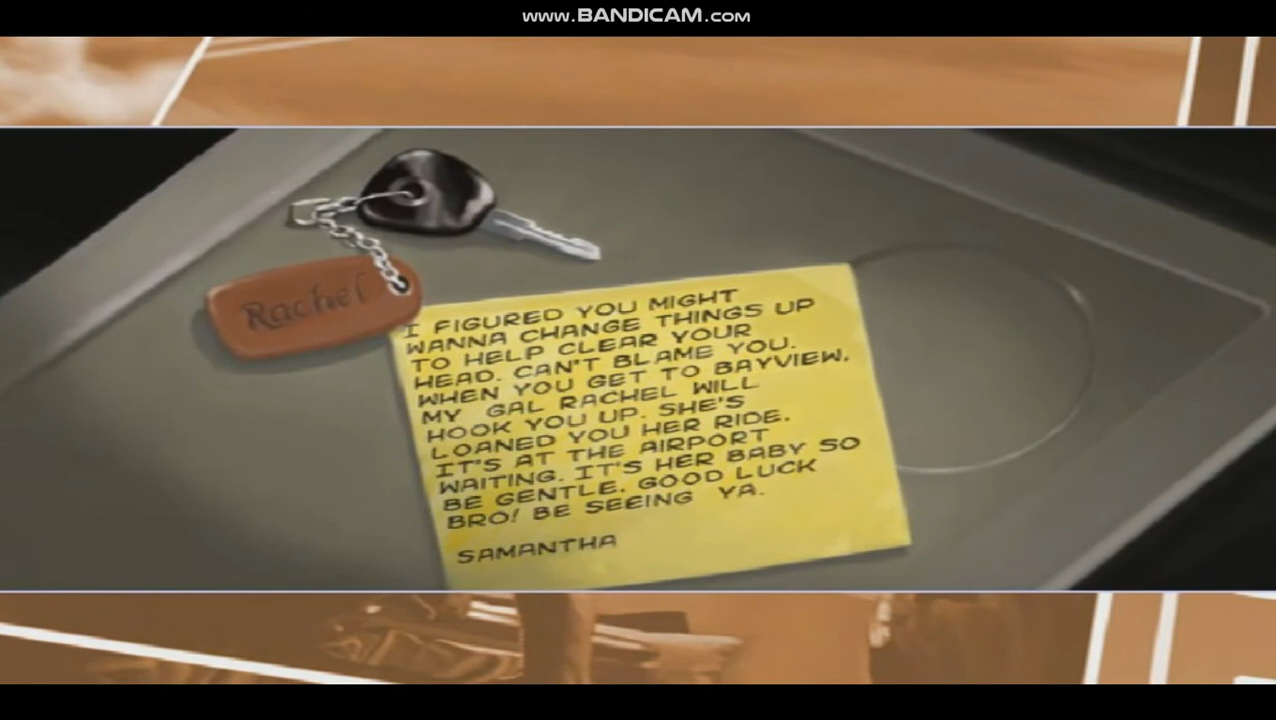 www.BANDICAM.com
Rachel
I FIGURED YOU MIGHT
WANNA CHANGE THINGS UP
TO HELP CLEAR YOUR
HEAD. CAN'T BLAME YOU.
WHEN YOU GET TO BAYVIEW,
MY GAL RACHEL WILL
HOOK YOU UP. SHE'S
LOANED YOU HER RIDE.
IT'S AT THE AIRPORT
WAITING. IT'S HER BABY SO
BE GENTLE. GOOD LUCK
BRO! BE SEEING YA.
SAMANTHA